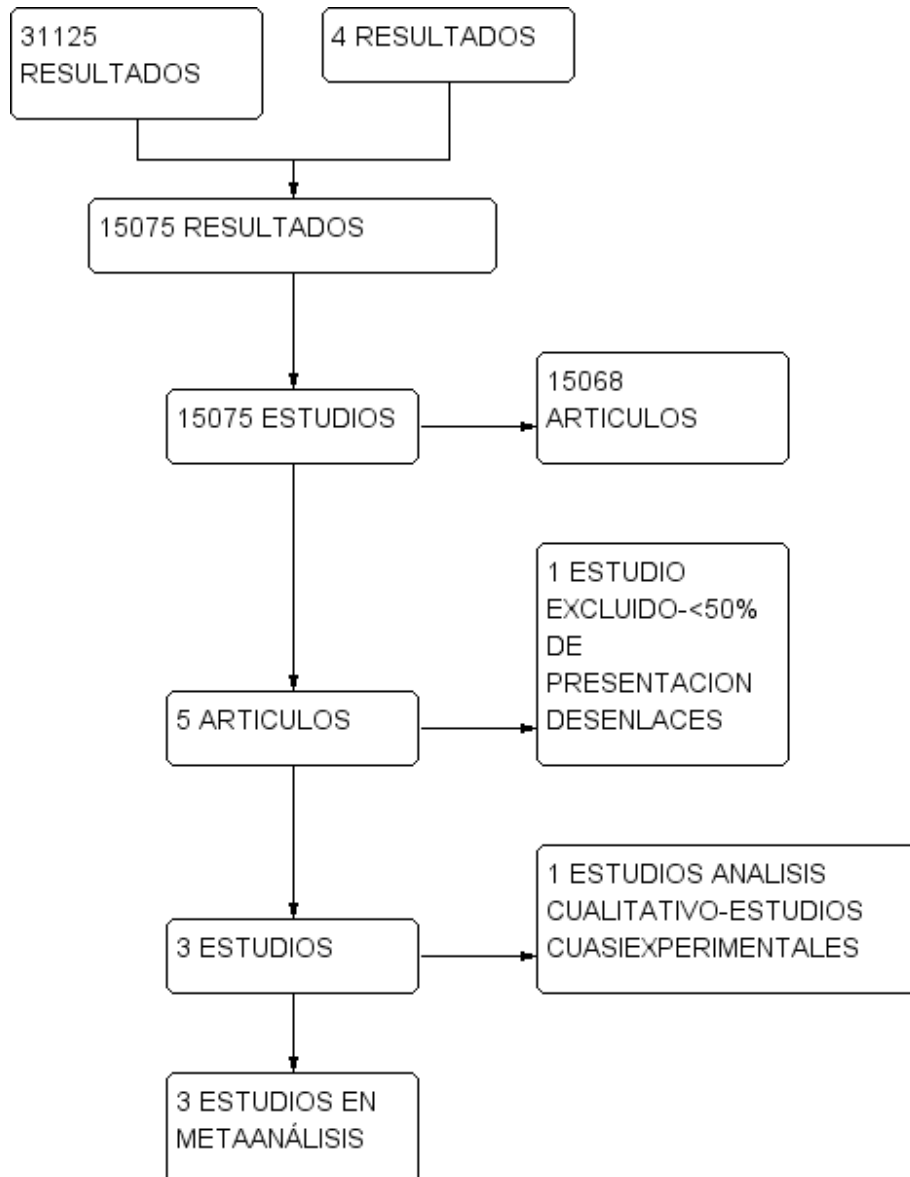 31125
RESULTADOS
4 RESULTADOS
15075 RESULTADOS
15075 ESTUDIOS
15068
ARTICULOS
1 ESTUDIO
EXCLUIDO-<50%
DE
PRESENTACION
DESENLACES
5 ARTICULOS
1 ESTUDIOS ANALISIS
CUALITATIVO-ESTUDIOS
CUASIEXPERIMENTALES
3 ESTUDIOS
3 ESTUDIOS EN
METAANÁLISIS